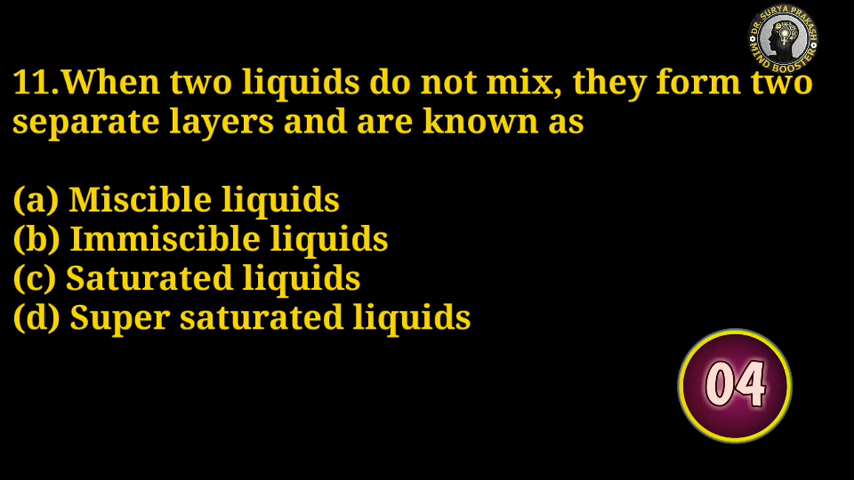 DR. SURYA PRAKASH
MIND BOOSTER
11.When two liquids do not mix, they form two
separate layers and are known as
(a) Miscible liquids
(b) Immiscible liquids
(c) Saturated liquids
(d) Super saturated liquids
04